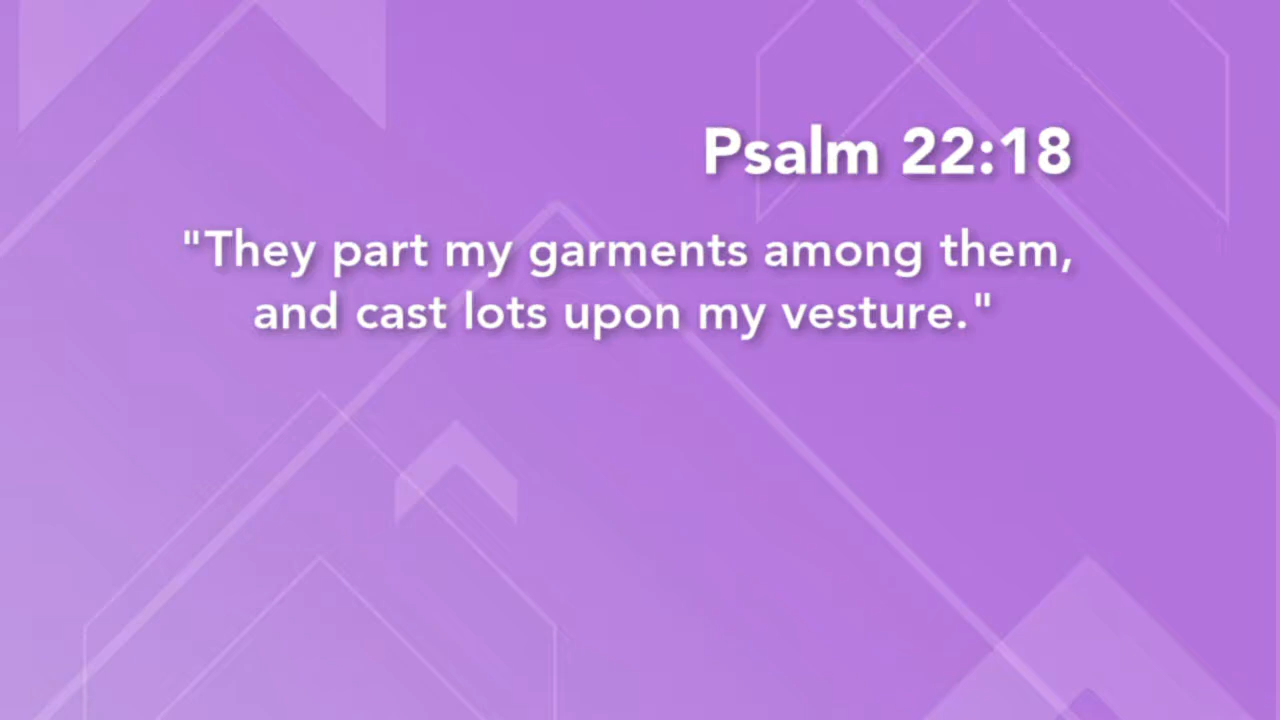 Psalm 22:18
"They part my garments among them,
and cast lots upon my vesture."